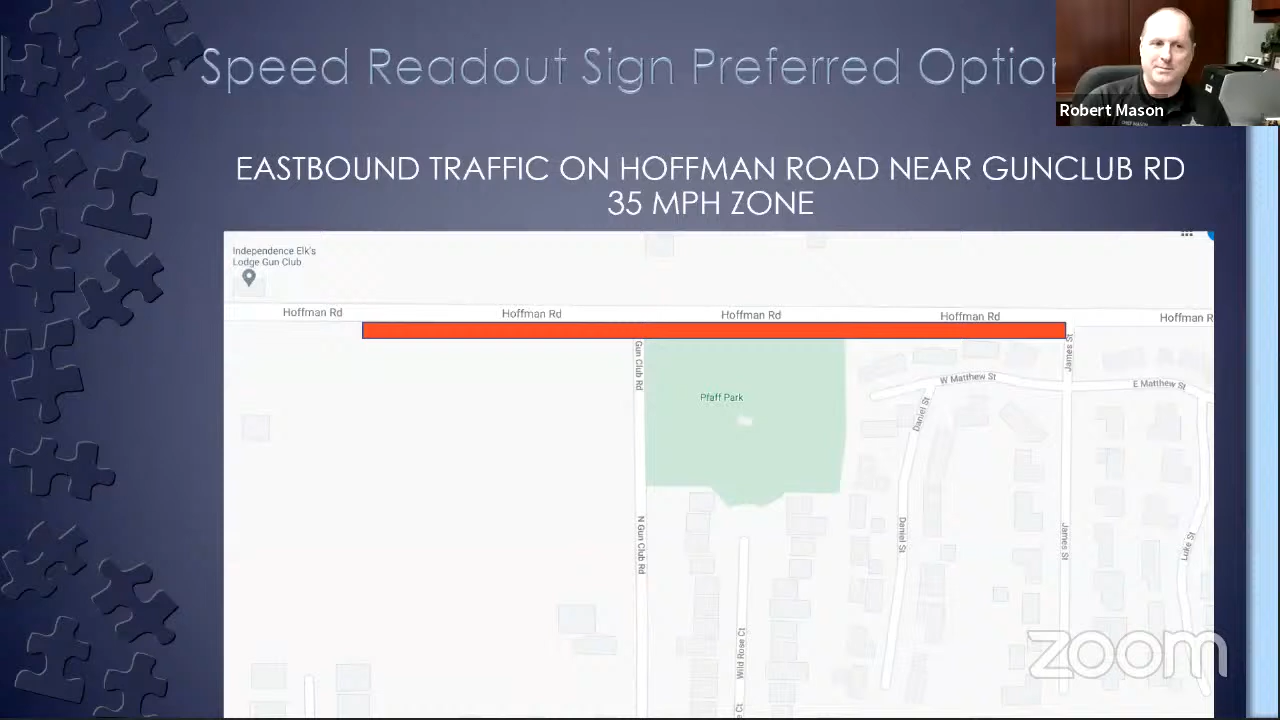 Speed Readout Sign Preferred Option
Robert Mason
EASTBOUND TRAFFIC ON HOFFMAN ROAD NEAR GUNCLUB RD
35 MPH ZONE
Independence Elk's
Lodge Gun Club
Hoffman Rd
Hoffman Rd
Hoffman Rd
Hoffman Rd
Hoffman R
Gun Club Rd
James St
Pfaff Park
W Matthew St
E Matthew St
Daniel St
N Gun Club Rd
Daniel St
James St
Luke St
Wild Rose Ct
e Ct
zoom